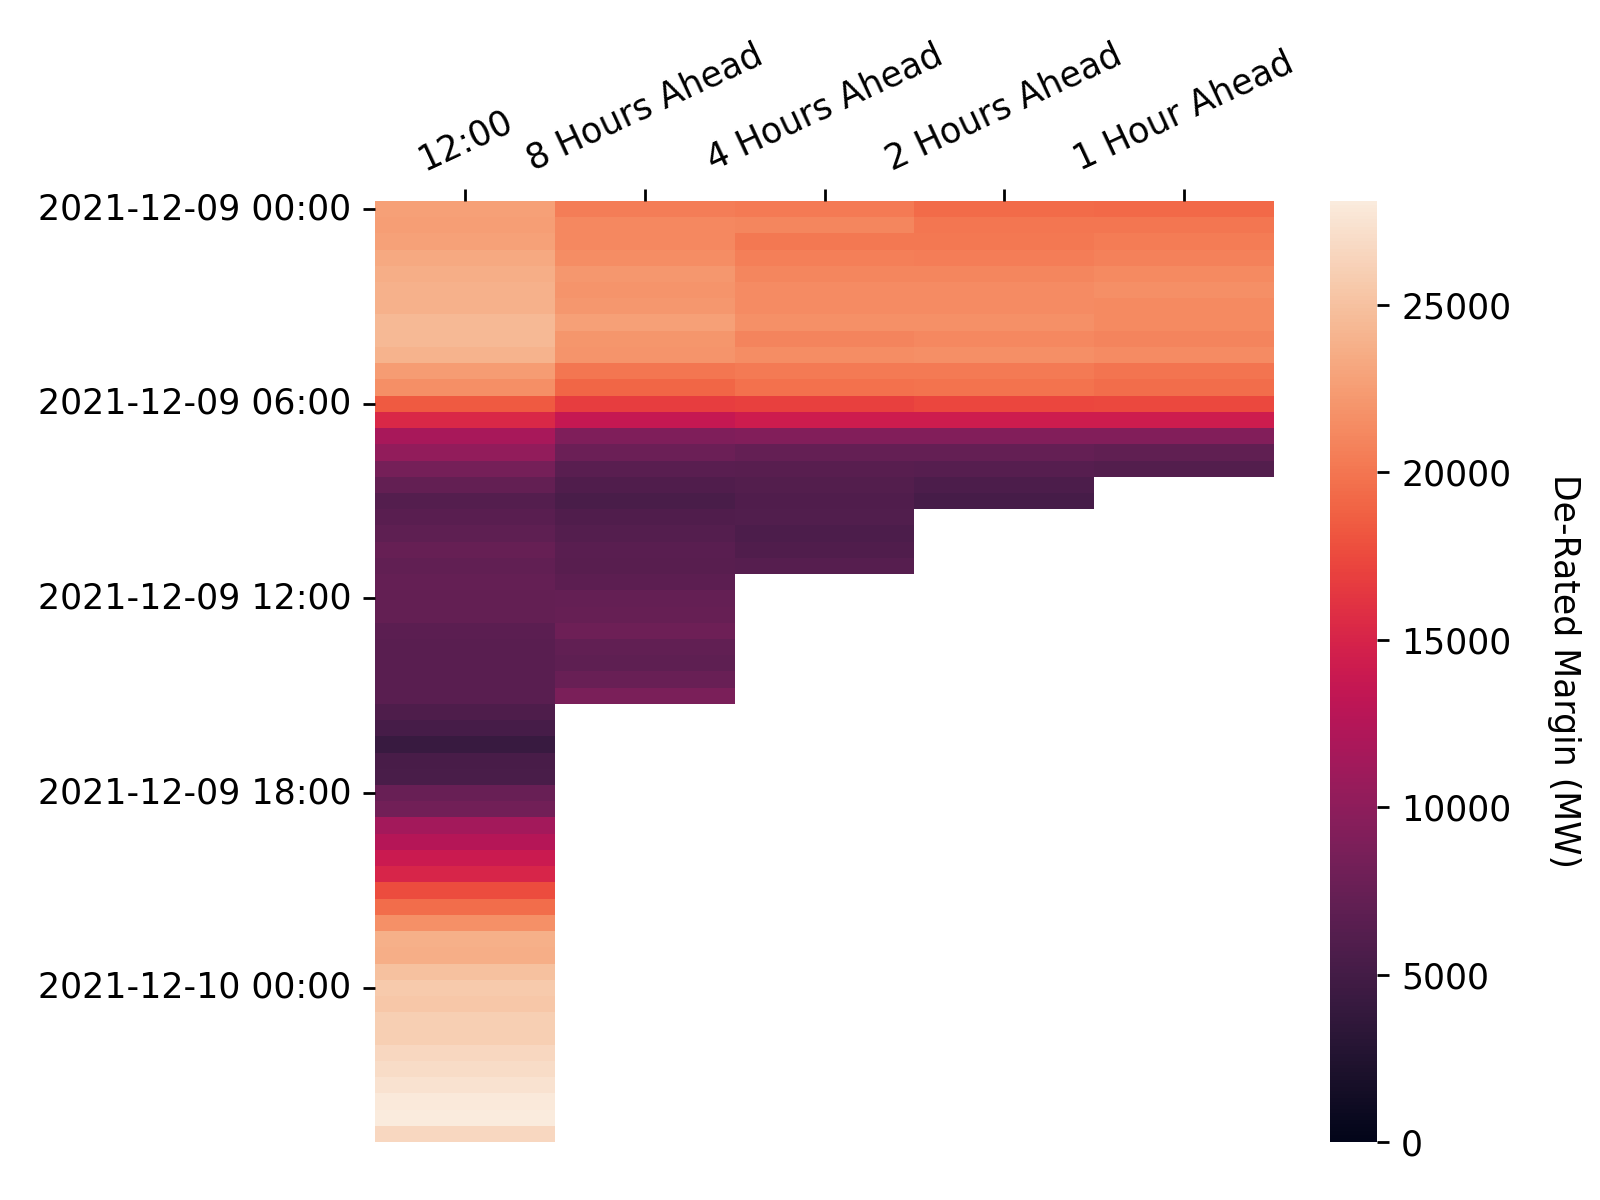 12:00
8 Hours Ahead
4 Hours Ahead
2 Hours Ahead
1 Hour Ahead
2021-12-09 00:00
2021-12-09 06:00
2021-12-09 12:00
2021-12-09 18:00
2021-12-10 00:00
25000
20000
15000
10000
5000
0
De-Rated Margin (MW)